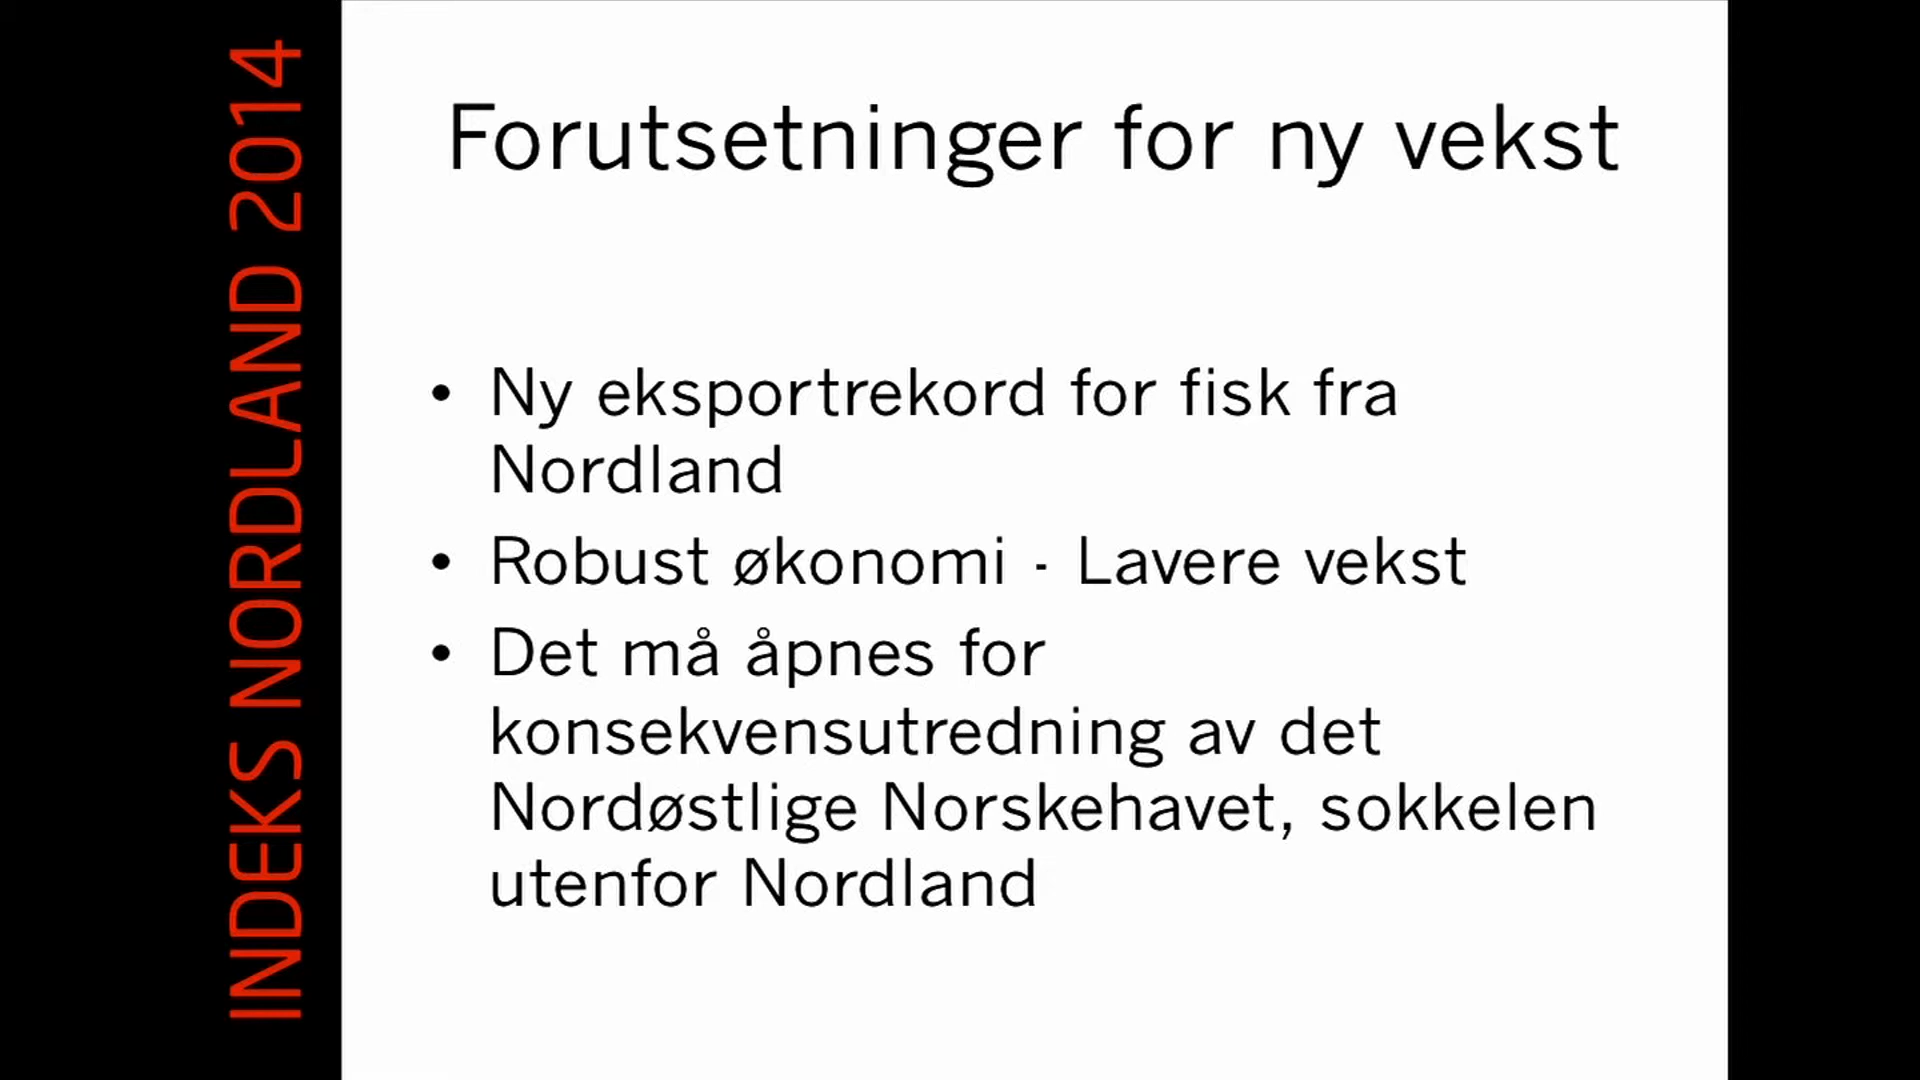 INDEKS NORDLAND 2014
Forutsetninger for ny vekst
• Ny eksportrekord for fisk fra
Nordland
• Robust økonomi - Lavere vekst
• Det må åpnes for
konsekvensutredning av det
Nordøstlige Norskehavet, sokkelen
utenfor Nordland